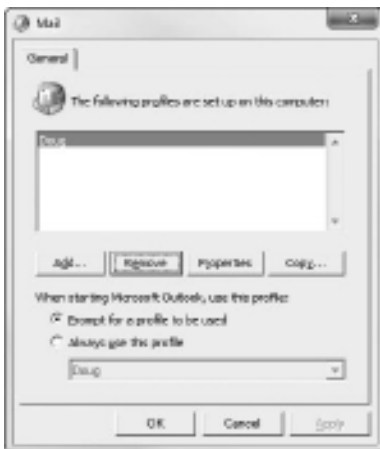 Mail
General
The following profiles are set up on this computer:
Doug
Add... Remove Properties Copy...
When starting Microsoft Outlook, use this profile:
Prompt for a profile to be used
Always use this profile
Doug
OK Cancel Apply